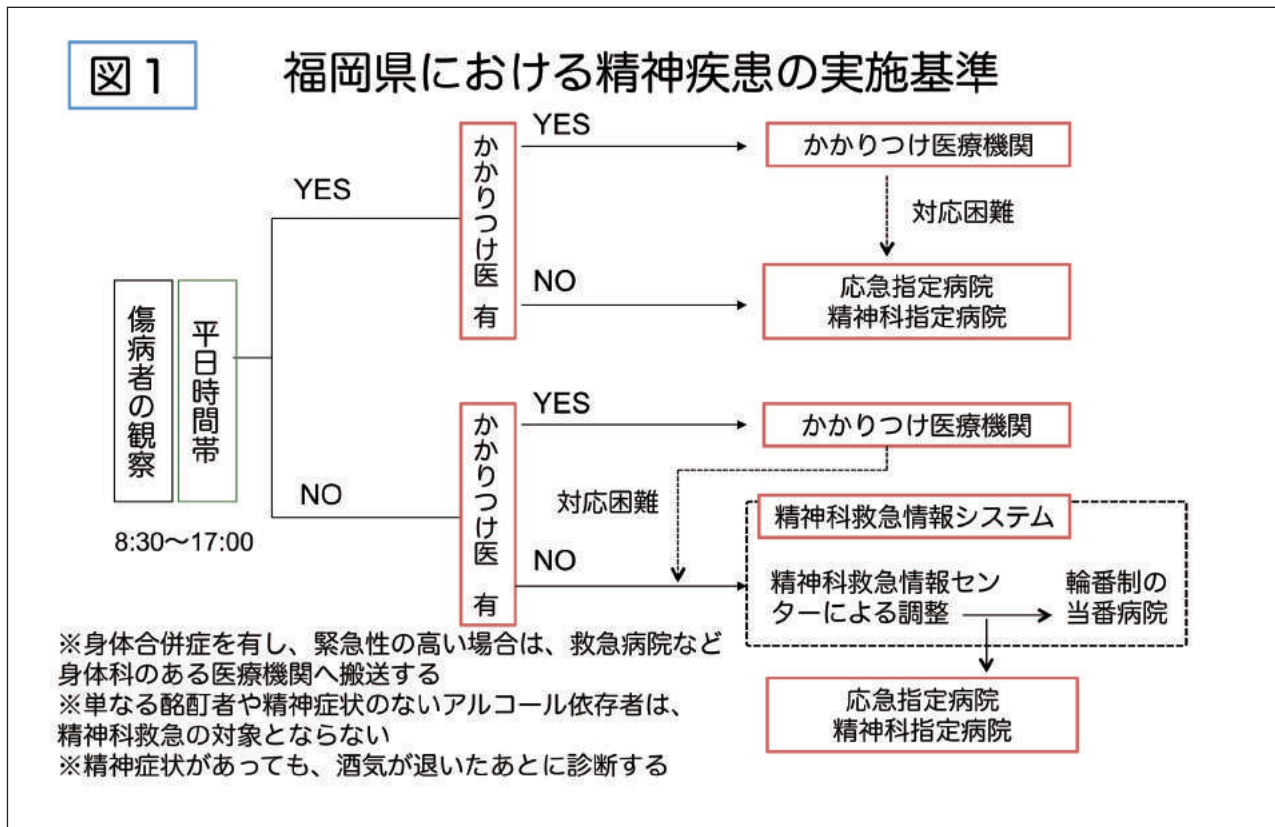 図1
福岡県における精神疾患の実施基準
傷病者の観察
平日時間帯
8:30〜17:00
YES
かかりつけ医 有
YES
かかりつけ医療機関
対応困難
NO
応急指定病院
精神科指定病院
NO
かかりつけ医 有
YES
かかりつけ医療機関
対応困難
NO
精神科救急情報システム
精神科救急情報セン
ターによる調整
輪番制の
当番病院
応急指定病院
精神科指定病院
※身体合併症を有し、緊急性の高い場合は、救急病院など
身体科のある医療機関へ搬送する
※単なる酩酊者や精神症状のないアルコール依存者は、
精神科救急の対象とならない
※精神症状があっても、酒気が退いたあとに診断する